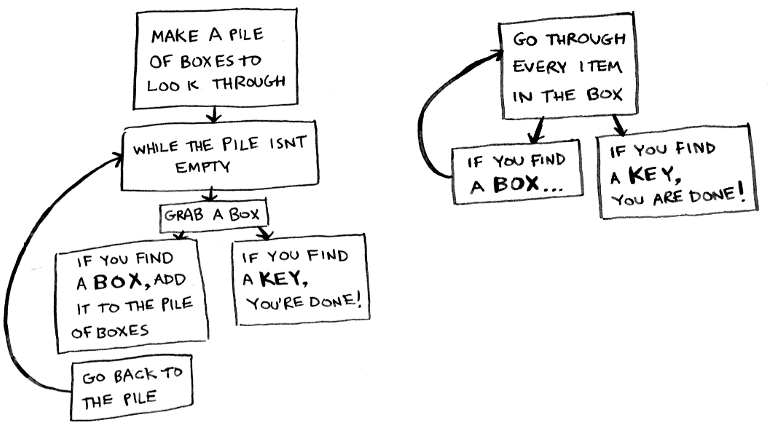 MAKE A PILE
OF BOXES TO
LOOK THROUGH
WHILE THE PILE ISNT
EMPTY
GRAB A BOX
IF YOU FIND
A BOX, ADD
IT TO THE PILE
OF BOXES
IF YOU FIND
A KEY,
YOU'RE DONE!
GO BACK TO
THE PILE
GO THROUGH
EVERY ITEM
IN THE BOX
IF YOU FIND
A BOX...
IF YOU FIND
A KEY,
YOU ARE DONE!